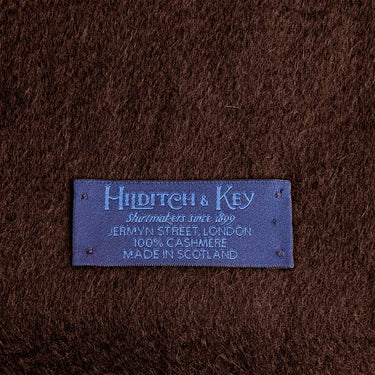 HILDITCH & KEY
Shirtmakers since 1899
JERMYN STREET, LONDON
100% CASHMERE
MADE IN SCOTLAND